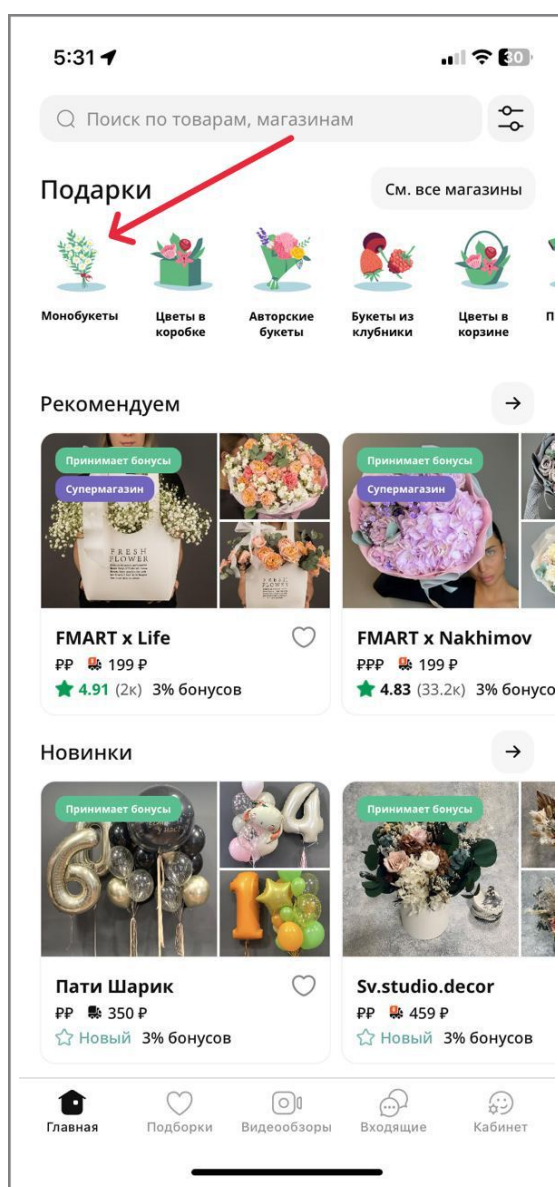 5:31
30
Поиск по товарам, магазинам
Подарки
См. все магазины
Монобукеты
Цветы в
коробке
Авторские
букеты
Букеты из
клубники
Цветы в
корзине
П
Рекомендуем
Принимает бонусы
Супермагазин
FRESH
FLOWER
Принимает бонусы
Супермагазин
FMART x Life
₽₽ 199 ₽
4.91 (2к) 3% бонусов
FMART x Nakhimov
₽₽₽ 199 ₽
4.83 (33.2к) 3% бонусо
Новинки
Принимает бонусы
Принимает бонусы
Пати Шарик
₽₽ 350 ₽
Новый 3% бонусов
Sv.studio.decor
₽₽ 459 ₽
Новый 3% бонусов
Главная
Подборки
Видеообзоры
Входящие
Кабинет